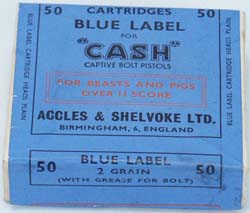 50 CARTRIDGES 50
BLUE LABEL
FOR
"CASH"
CAPTIVE BOLT PISTOLS
FOR BEASTS AND PIGS
OVER 11 SCORE
ACCLES & SHELVOKE LTD.
BIRMINGHAM, 6, ENGLAND
BLUE LABEL CARTRIDGE HEADS PLAIN
BLUE LABEL CARTRIDGE HEADS PLAIN
BLUE LABEL
50 2 GRAIN 50
(WITH GREASE FOR BOLT)